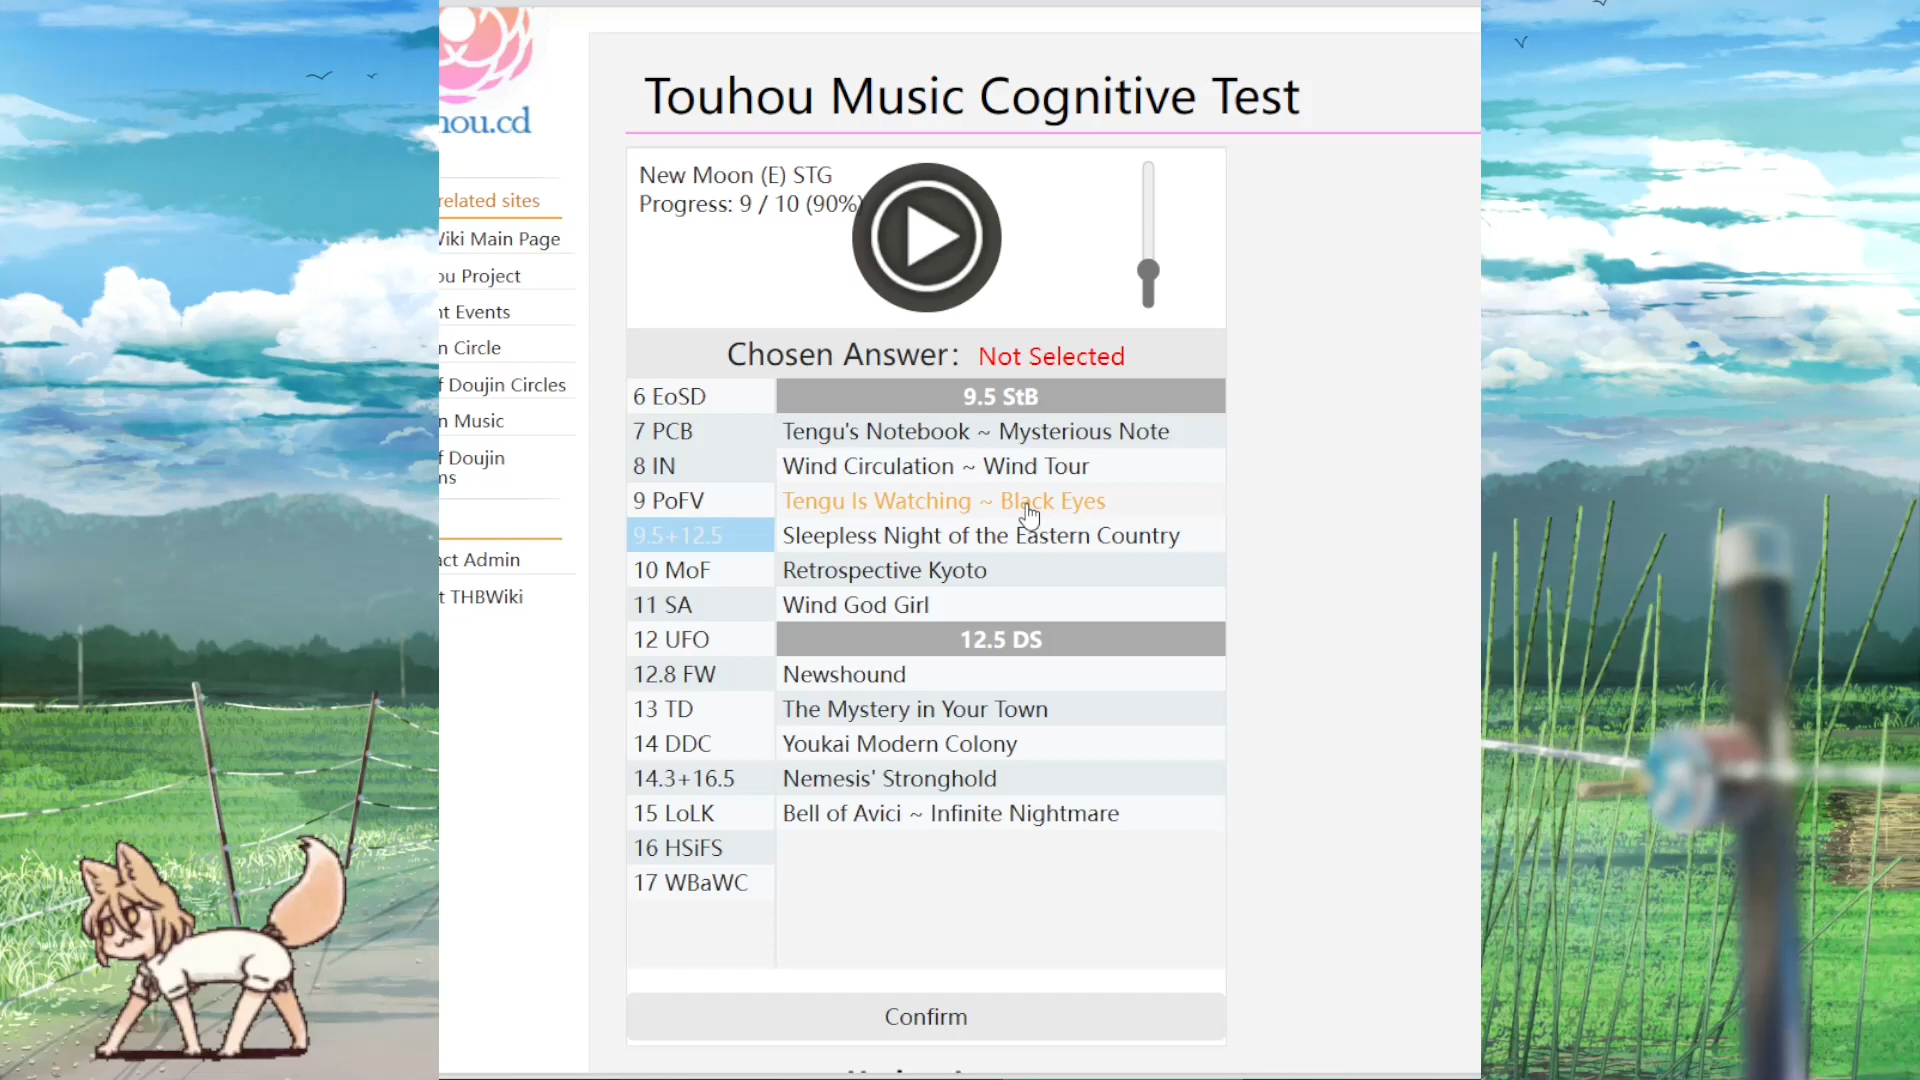 nou.cd
related sites
Wiki Main Page
ou Project
nt Events
n Circle
f Doujin Circles
n Music
f Doujin
ns
act Admin
t THBWiki
Touhou Music Cognitive Test
New Moon (E) STG
Progress: 9 / 10 (90%)
Chosen Answer: Not Selected
6 EoSD
7 PCB
8 IN
9 PoFV
9.5+12.5
10 MoF
11 SA
12 UFO
12.8 FW
13 TD
14 DDC
14.3+16.5
15 LoLK
16 HSiFS
17 WBaWC
9.5 StB
Tengu's Notebook ~ Mysterious Note
Wind Circulation ~ Wind Tour
Tengu Is Watching ~ Black Eyes
Sleepless Night of the Eastern Country
Retrospective Kyoto
Wind God Girl
12.5 DS
Newshound
The Mystery in Your Town
Youkai Modern Colony
Nemesis' Stronghold
Bell of Avici ~ Infinite Nightmare
Confirm